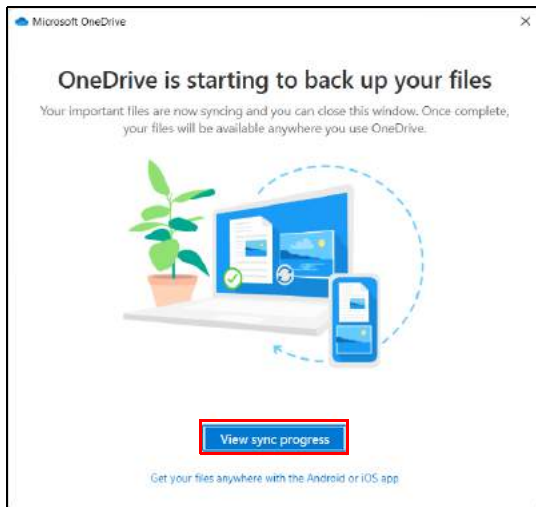 Microsoft OneDrive
OneDrive is starting to back up your files
Your important files are now syncing and you can close this window. Once complete,
your files will be available anywhere you use OneDrive.
View sync progress
Get your files anywhere with the Android or iOS app